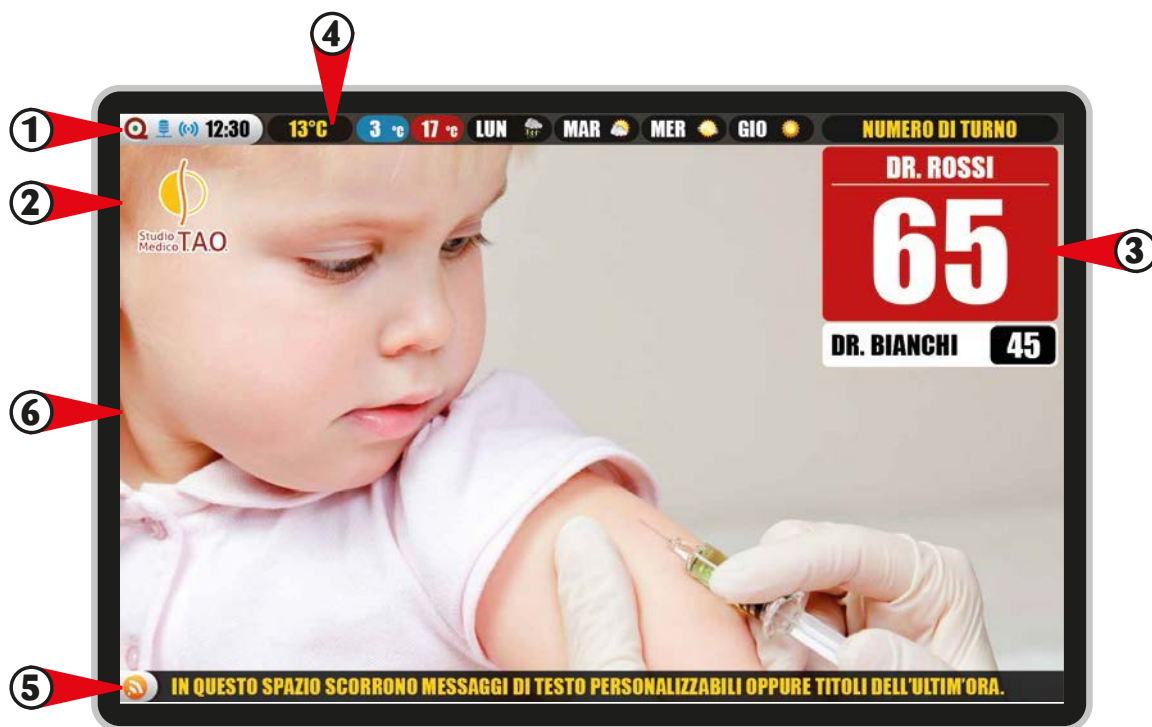 4
1
12:30 13°C 3 °C 17 °C LUN MAR MER GIO NUMERO DI TURNO
DR. ROSSI
2
Studio
Medico T.A.O.
65
3
DR. BIANCHI 45
6
5
IN QUESTO SPAZIO SCORRONO MESSAGGI DI TESTO PERSONALIZZABILI OPPURE TITOLI DELL'ULTIM'ORA.